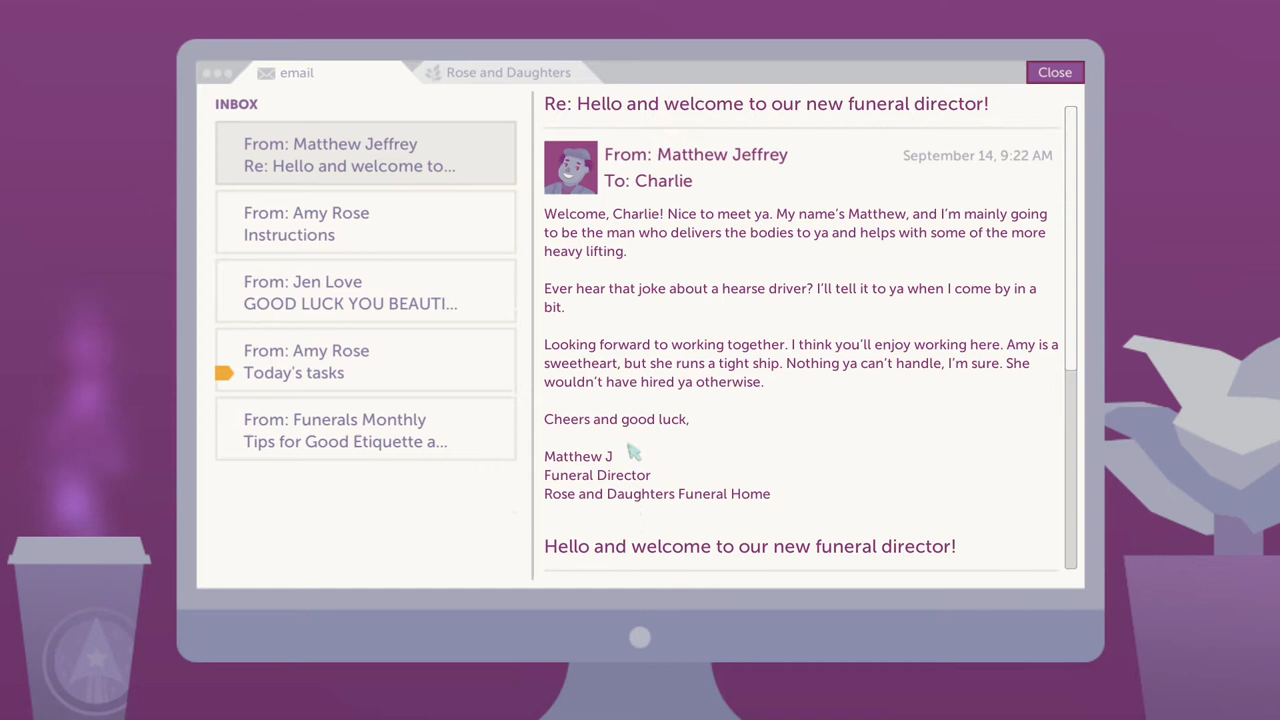 email
Rose and Daughters
Close
INBOX
From: Matthew Jeffrey
Re: Hello and welcome to...
From: Amy Rose
Instructions
From: Jen Love
GOOD LUCK YOU BEAUTI...
From: Amy Rose
Today's tasks
From: Funerals Monthly
Tips for Good Etiquette a...
Re: Hello and welcome to our new funeral director!
From: Matthew Jeffrey
September 14, 9:22 AM
To: Charlie
Welcome, Charlie! Nice to meet ya. My name's Matthew, and I'm mainly going
to be the man who delivers the bodies to ya and helps with some of the more
heavy lifting.
Ever hear that joke about a hearse driver? I'll tell it to ya when I come by in a
bit.
Looking forward to working together. I think you'll enjoy working here. Amy is a
sweetheart, but she runs a tight ship. Nothing ya can't handle, I'm sure. She
wouldn't have hired ya otherwise.
Cheers and good luck,
Matthew J
Funeral Director
Rose and Daughters Funeral Home
Hello and welcome to our new funeral director!